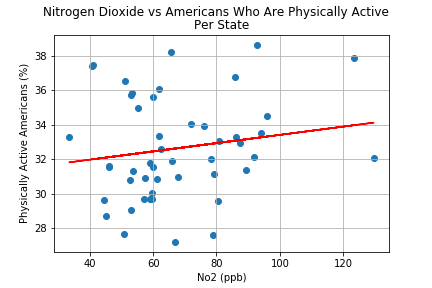 Nitrogen Dioxide vs Americans Who Are Physically Active
Per State
Physically Active Americans (%)
38
36
34
32
30
28
40 60 80 100 120
No2 (ppb)